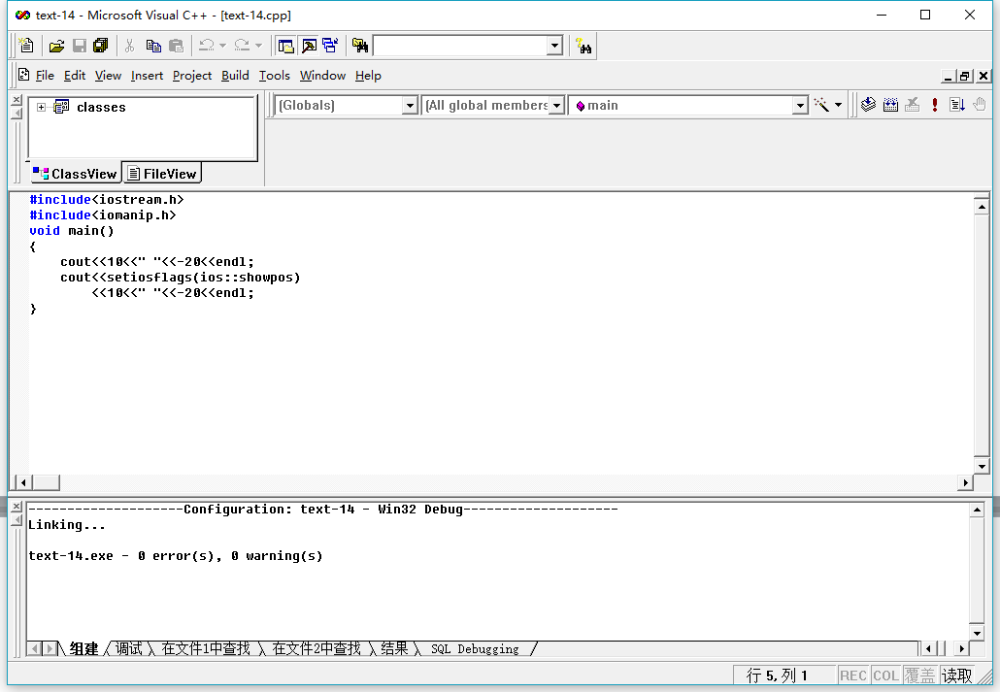 text-14 - Microsoft Visual C++ - [text-14.cpp]
File Edit View Insert Project Build Tools Window Help
classes
[Globals] [All global members main
ClassView FileView
#include<iostream.h>
#include<iomanip.h>
void main()
{
cout<<10<<" "<<-20<<endl;
cout<<setiosflags(ios::showpos)
<<10<<" "<<-20<<endl;
}
--------------------Configuration: text-14 - Win32 Debug--------------------
Linking...
text-14.exe - 0 error(s), 0 warning(s)
组建 调试 在文件1中查找 在文件2中查找 结果 SQL Debugging
行 5, 列 1 REC COL 覆盖 读取